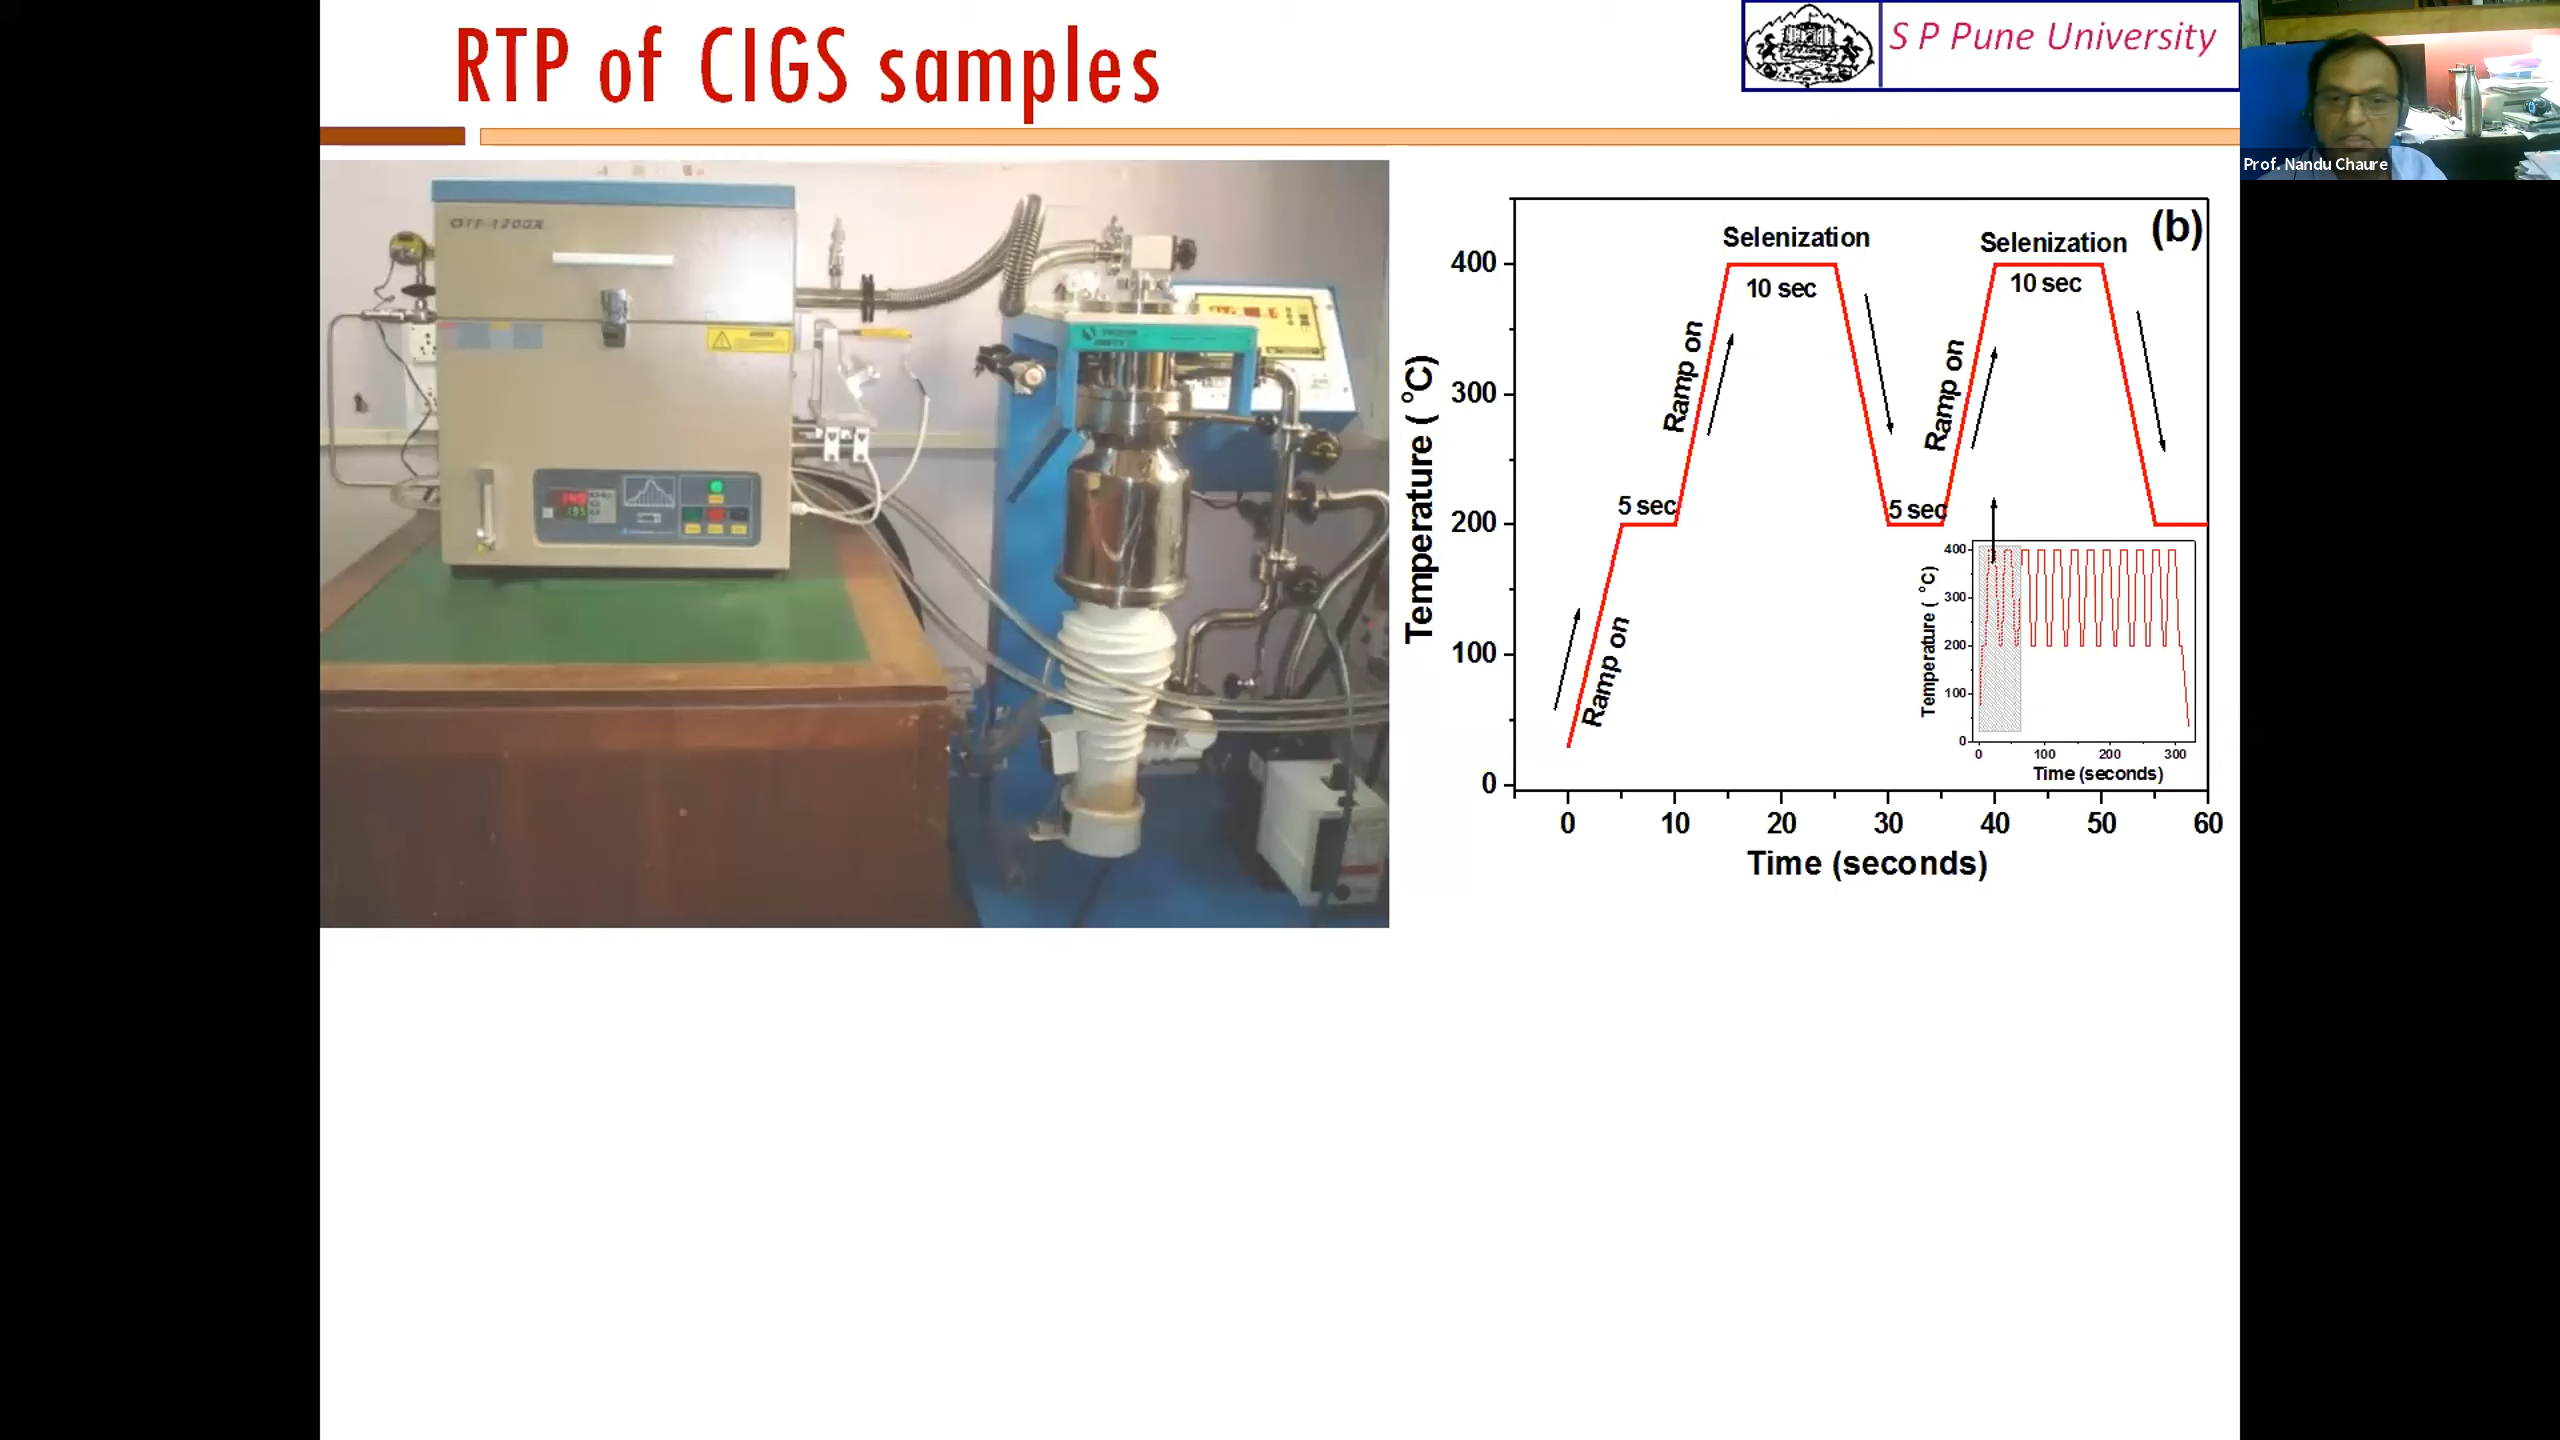 RTP of CIGS samples
S P Pune University
Prof. Nandu Chaure
OTF-1200X
(b)
Selenization
Selenization
10 sec
10 sec
Ramp on
Ramp on
Ramp on
5 sec
5 sec
Temperature ( °C)
400
300
200
100
0
0 10 20 30 40 50 60
Time (seconds)
Temperature ( °C)
400
300
200
100
0
0 100 200 300
Time (seconds)